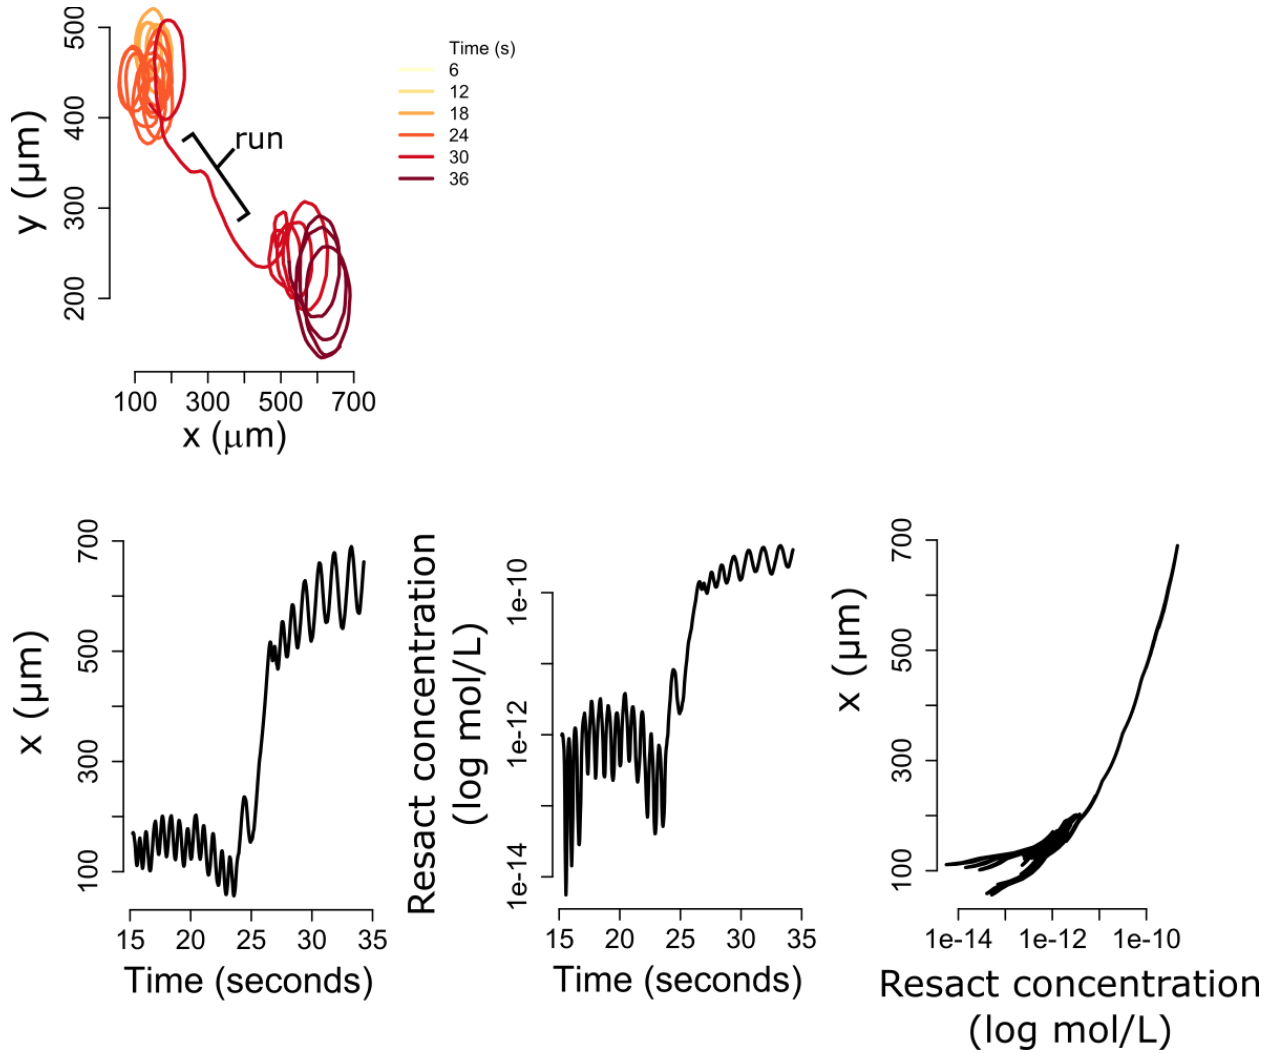 500
400
300
200
y (μm)
run
100 300 500 700
x (μm)
Time (s)
6
12
18
24
30
36
700
500
300
100
x (μm)
15 20 25 30 35
Time (seconds)
Resact concentration
(log mol/L)
1e-10
1e-12
1e-14
15 20 25 30 35
Time (seconds)
700
500
300
100
x (μm)
1e-14 1e-12 1e-10
Resact concentration
(log mol/L)